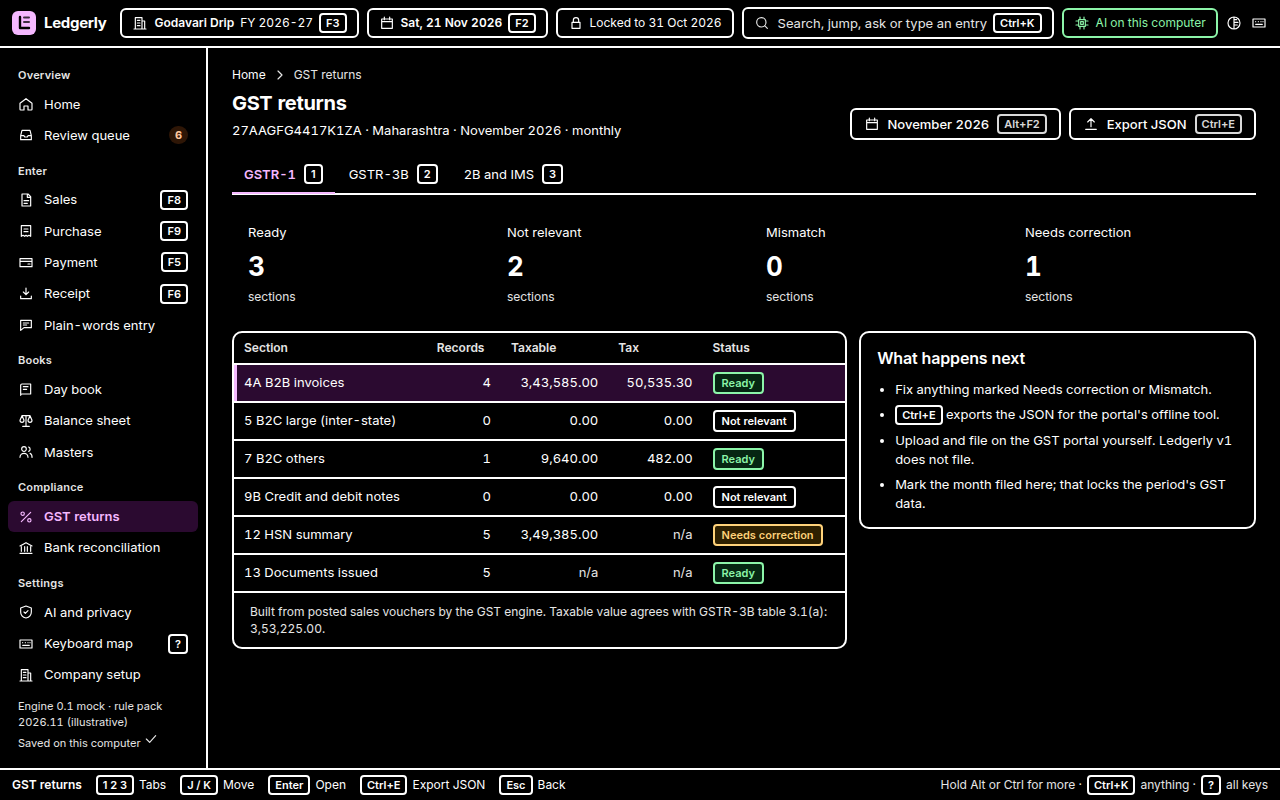 Ledgerly
Godavari Drip FY 2026-27 F3
Sat, 21 Nov 2026 F2
Locked to 31 Oct 2026
Search, jump, ask or type an entry Ctrl+K
AI on this computer
Overview
Home
Review queue 6
Enter
Sales F8
Purchase F9
Payment F5
Receipt F6
Plain-words entry
Books
Day book
Balance sheet
Masters
Compliance
GST returns
Bank reconciliation
Settings
AI and privacy
Keyboard map ?
Company setup
Engine 0.1 mock · rule pack
2026.11 (illustrative)
Saved on this computer
Home > GST returns
GST returns
27AAGFG4417K1ZA · Maharashtra · November 2026 · monthly
November 2026 Alt+F2
Export JSON Ctrl+E
GSTR-1 1
GSTR-3B 2
2B and IMS 3
Ready
3
sections
Not relevant
2
sections
Mismatch
0
sections
Needs correction
1
sections
Section Records Taxable Tax Status
4A B2B invoices 4 3,43,585.00 50,535.30 Ready
5 B2C large (inter-state) 0 0.00 0.00 Not relevant
7 B2C others 1 9,640.00 482.00 Ready
9B Credit and debit notes 0 0.00 0.00 Not relevant
12 HSN summary 5 3,49,385.00 n/a Needs correction
13 Documents issued 5 n/a n/a Ready
Built from posted sales vouchers by the GST engine. Taxable value agrees with GSTR-3B table 3.1(a):
3,53,225.00.
What happens next
• Fix anything marked Needs correction or Mismatch.
• Ctrl+E exports the JSON for the portal's offline tool.
• Upload and file on the GST portal yourself. Ledgerly v1
does not file.
• Mark the month filed here; that locks the period's GST
data.
GST returns 1 2 3 Tabs J / K Move Enter Open Ctrl+E Export JSON Esc Back
Hold Alt or Ctrl for more · Ctrl+K anything · ? all keys